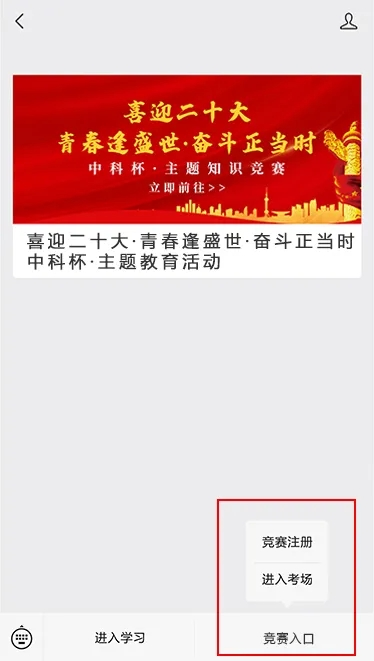 喜迎二十大
青春逢盛世·奋斗正当时
中科杯·主题知识竞赛
立即前往>>
喜迎二十大·青春逢盛世·奋斗正当时
中科杯·主题教育活动
竞赛注册
进入考场
进入学习
竞赛入口